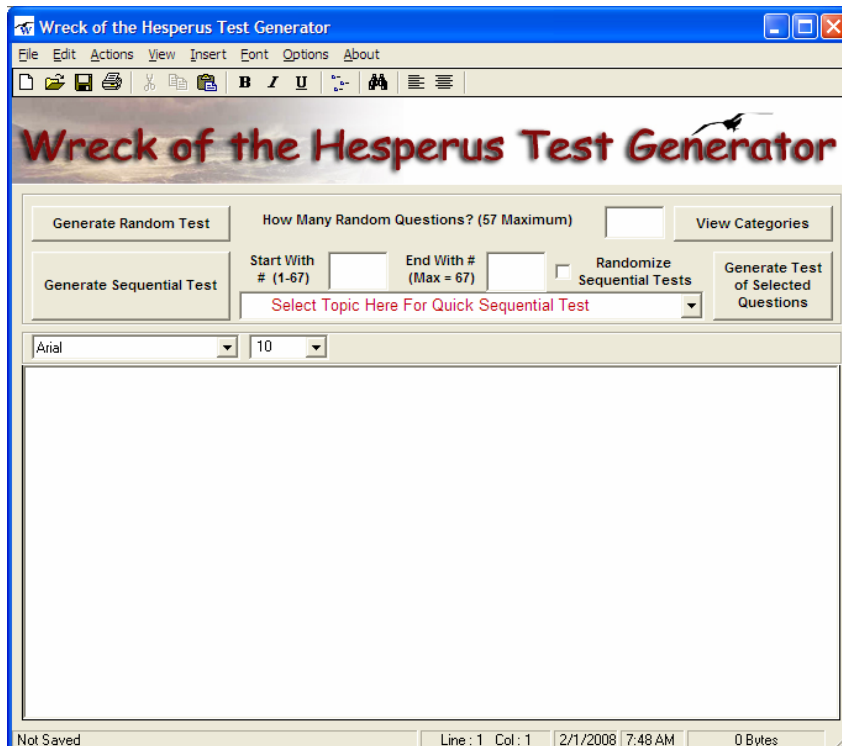 Wreck of the Hesperus Test Generator
File Edit Actions View Insert Font Options About
B I U
Wreck of the Hesperus Test Generator
Generate Random Test
How Many Random Questions? (57 Maximum)
View Categories
Generate Sequential Test
Start With
# (1-67)
End With #
(Max = 67)
Randomize
Sequential Tests
Generate Test
of Selected
Questions
Select Topic Here For Quick Sequential Test
Arial
10
Not Saved
Line : 1 Col : 1
2/1/2008
7:48 AM
0 Bytes